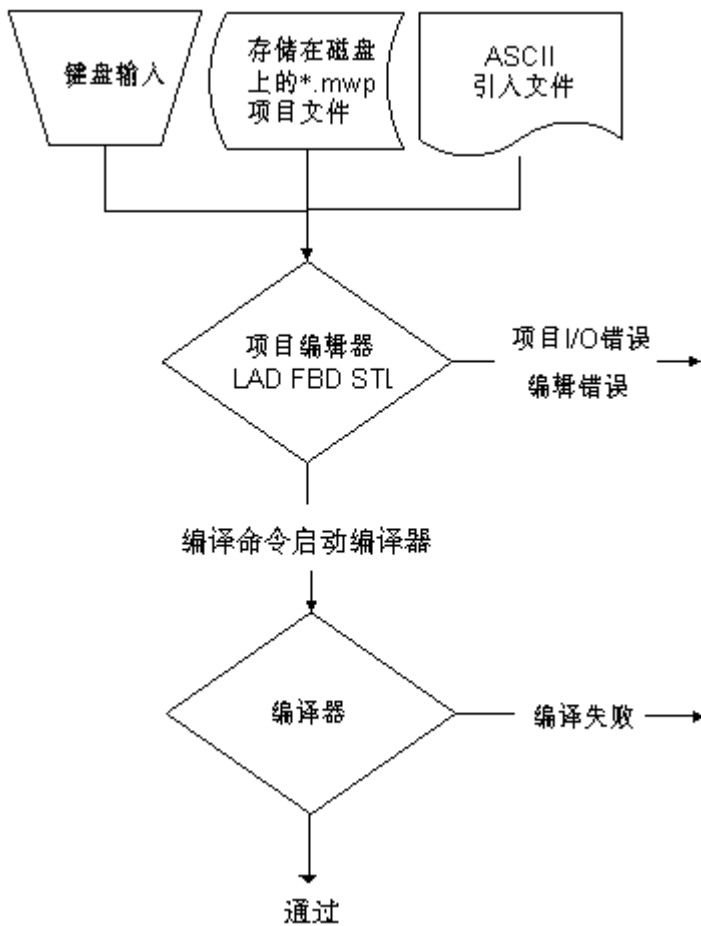 键盘输入
存储在磁盘
上的*.mwp
项目文件
ASCII
引入文件
项目编辑器
LAD FBD STL
项目I/O错误
编辑错误
编译命令启动编译器
编译器
编译失败
通过